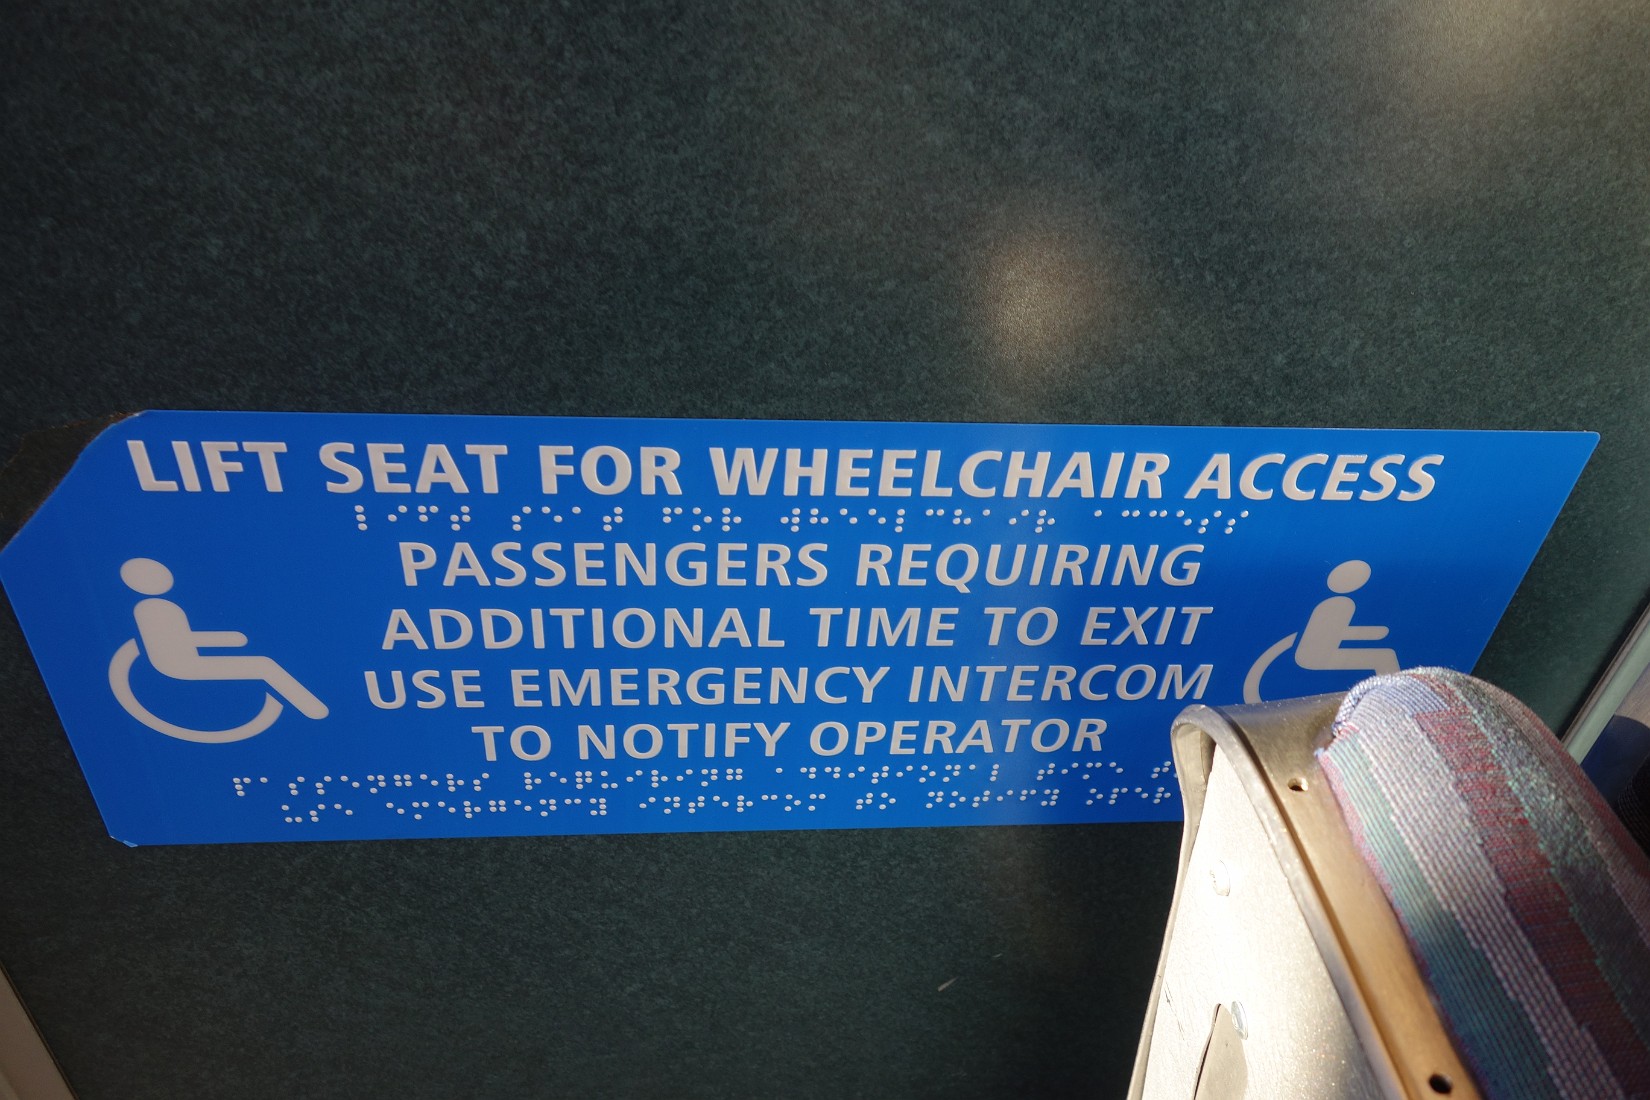 LIFT SEAT FOR WHEELCHAIR ACCESS
PASSENGERS REQUIRING
ADDITIONAL TIME TO EXIT
USE EMERGENCY INTERCOM
TO NOTIFY OPERATOR